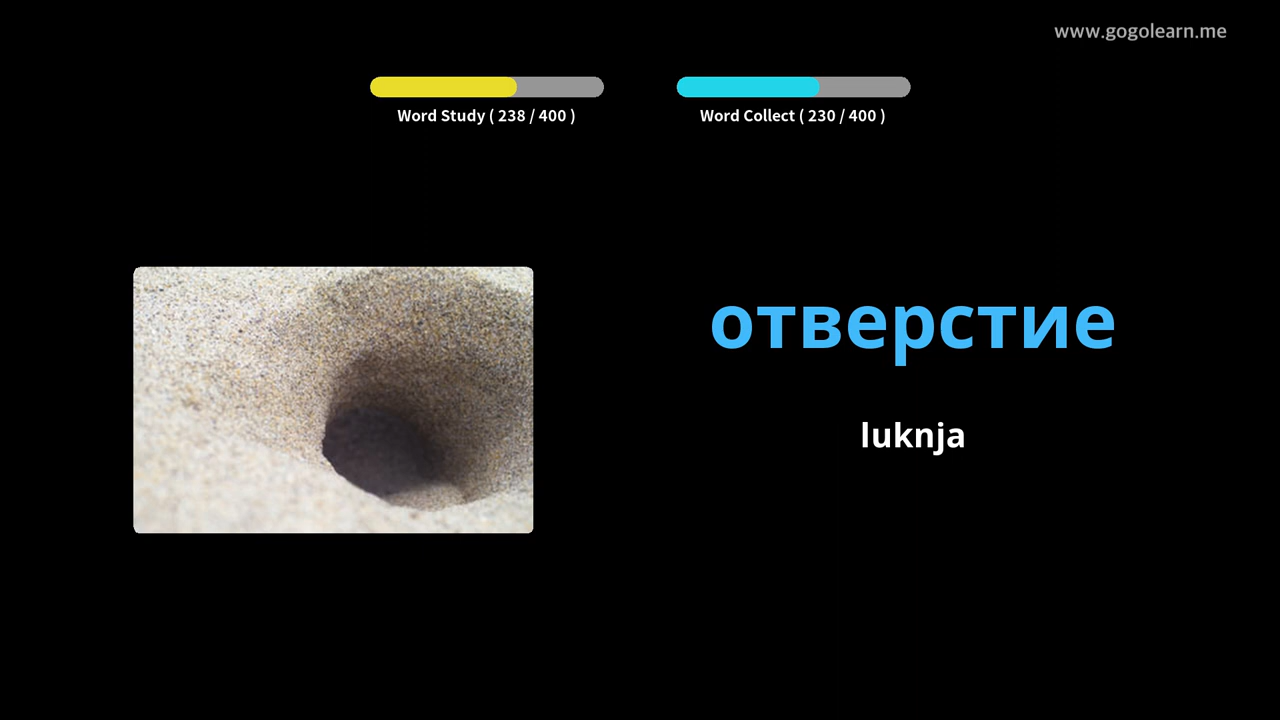 www.gogolearn.me
Word Study ( 238 / 400 )
Word Collect ( 230 / 400 )
отверстие
luknja